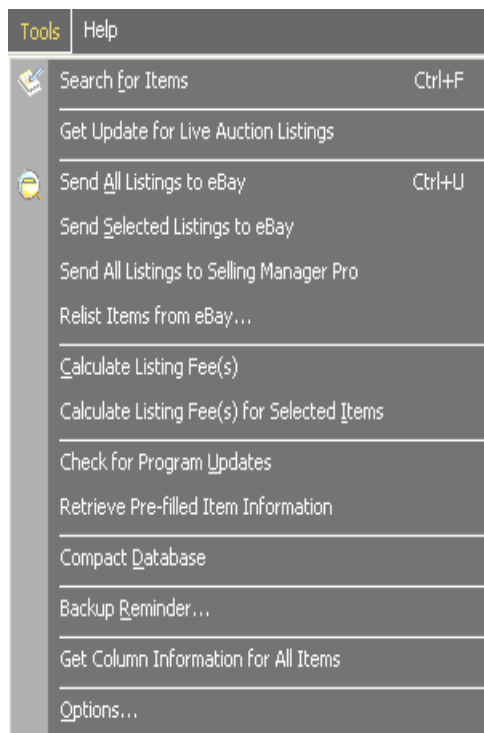 Tools Help
Search for Items Ctrl+F
Get Update for Live Auction Listings
Send All Listings to eBay Ctrl+U
Send Selected Listings to eBay
Send All Listings to Selling Manager Pro
Relist Items from eBay...
Calculate Listing Fee(s)
Calculate Listing Fee(s) for Selected Items
Check for Program Updates
Retrieve Pre-filled Item Information
Compact Database
Backup Reminder...
Get Column Information for All Items
Options...